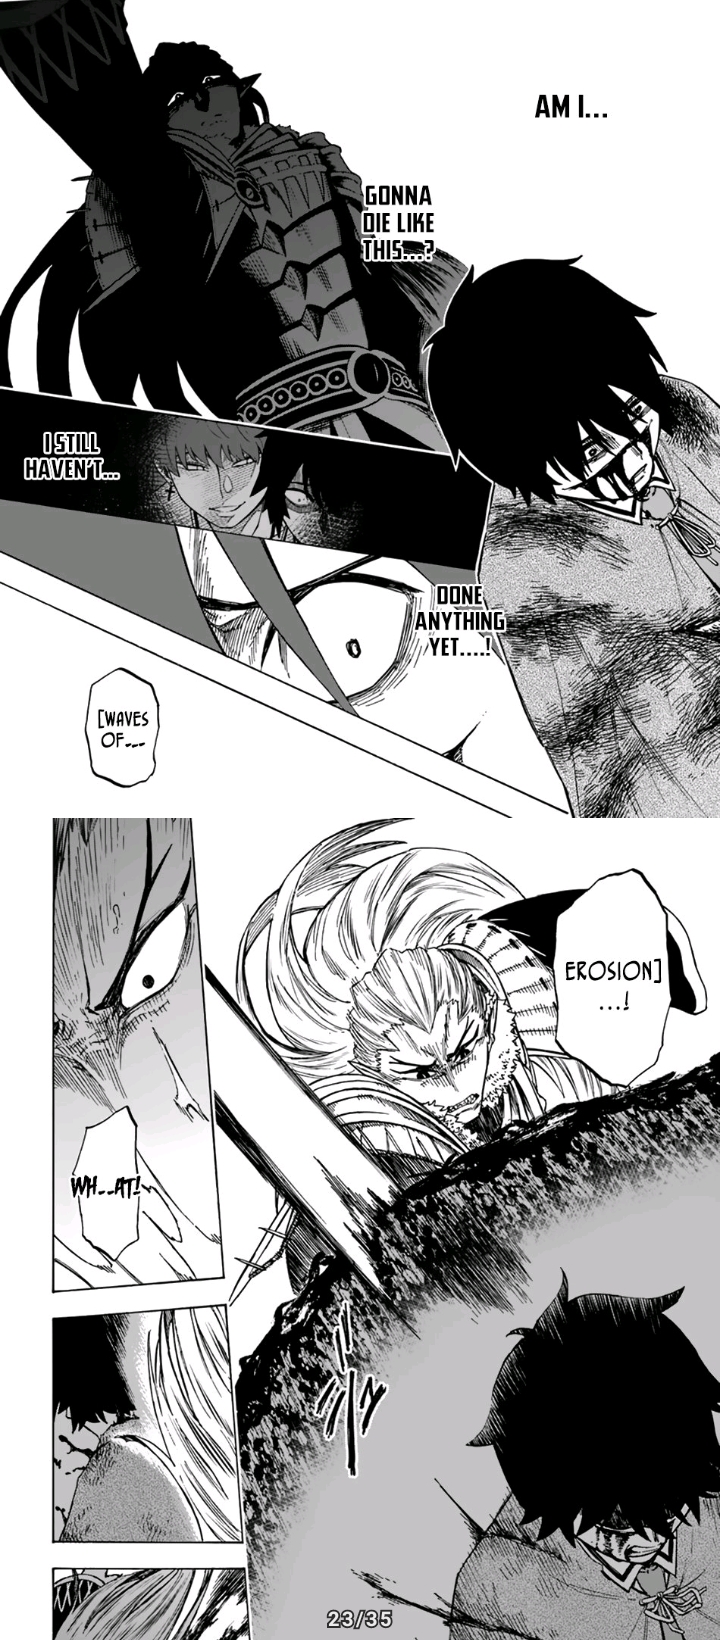 AM I...
GONNA
DIE LIKE
THIS...?
I STILL
HAVEN'T...
DONE
ANYTHING
YET....!
[WAVES
OF...
EROSION]
...!
WH...AT!
23/35